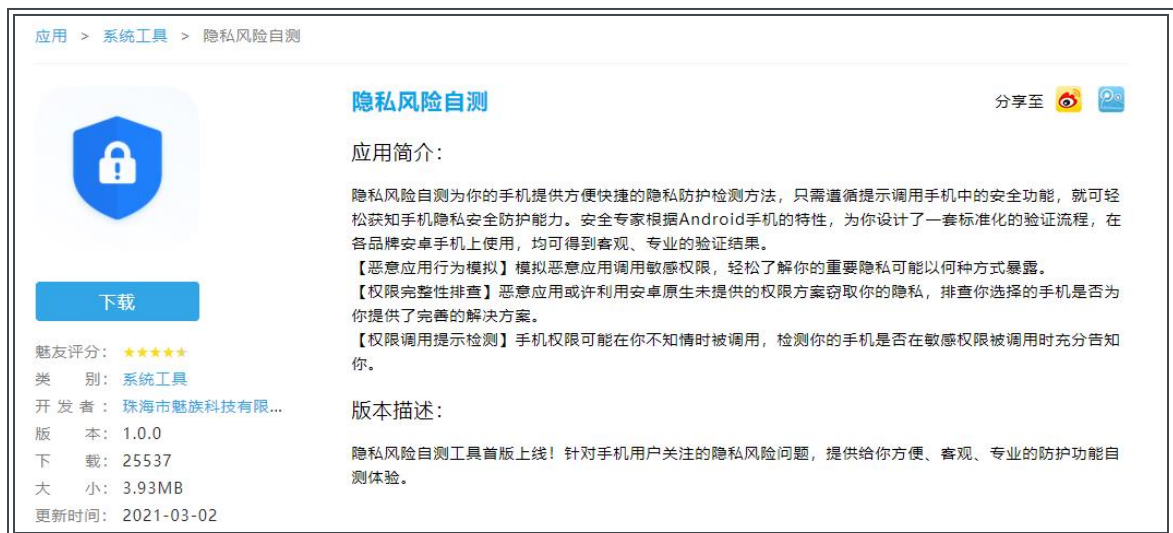 应用 > 系统工具 > 隐私风险自测
隐私风险自测
分享至
应用简介：
隐私风险自测为你的手机提供方便快捷的隐私防护检测方法，只需遵循提示调用手机中的安全功能，就可轻
松获知手机隐私安全防护能力。安全专家根据Android手机的特性，为你设计了一套标准化的验证流程，在
各品牌安卓手机上使用，均可得到客观、专业的验证结果。
【恶意应用行为模拟】模拟恶意应用调用敏感权限，轻松了解你的重要隐私可能以何种方式暴露。
【权限完整性排查】恶意应用或许利用安卓原生未提供的权限方案窃取你的隐私，排查你选择的手机是否为
你提供了完善的解决方案。
【权限调用提示检测】手机权限可能在你不知情时被调用，检测你的手机是否在敏感权限被调用时充分告知
你。
版本描述：
隐私风险自测工具首版上线！针对手机用户关注的隐私风险问题，提供给你方便、客观、专业的防护功能自
测体验。
下载
魅友评分：
类 别： 系统工具
开发者： 珠海市魅族科技有限...
版 本： 1.0.0
下 载： 25537
大 小： 3.93MB
更新时间： 2021-03-02